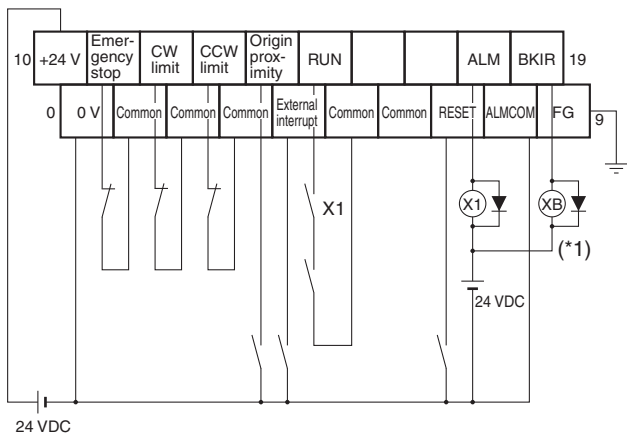 10 +24 V Emer-gency stop CW limit CCW limit Origin prox-imity RUN ALM BKIR 19
0 0 V Common Common Common External interrupt Common Common RESET ALMCOM FG 9
X1
X1 XB
(*1)
24 VDC
24 VDC